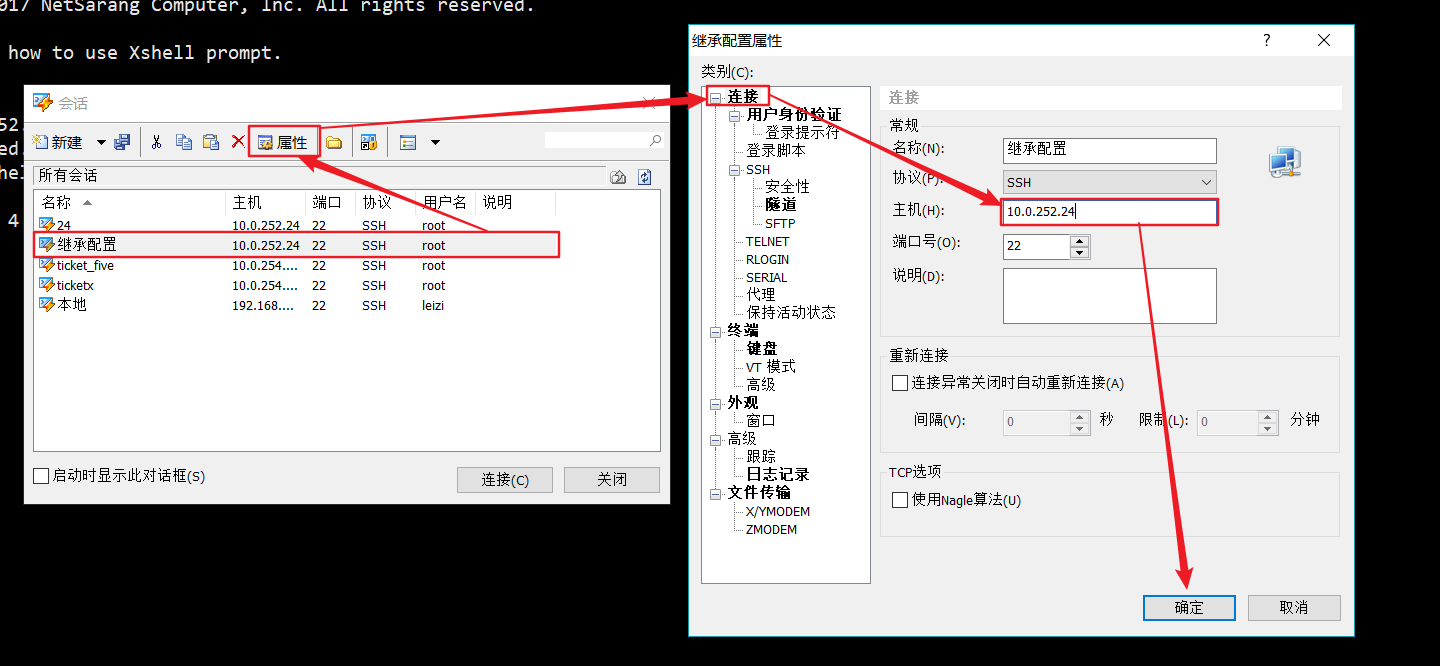 017 NetSarang Computer, Inc. All rights reserved.
how to use Xshell prompt.
52.
ed.
hel
4
会话
新建
属性
所有会话
名称 主机 端口 协议 用户名 说明
24 10.0.252.24 22 SSH root
继承配置 10.0.252.24 22 SSH root
ticket_five 10.0.254.... 22 SSH root
ticketx 10.0.254.... 22 SSH root
本地 192.168.... 22 SSH leizi
启动时显示此对话框(S)
连接(C)
关闭
继承配置属性
?
类别(C):
连接
用户身份验证
登录提示符
登录脚本
SSH
安全性
隧道
SFTP
TELNET
RLOGIN
SERIAL
代理
保持活动状态
终端
键盘
VT 模式
高级
外观
窗口
高级
跟踪
日志记录
文件传输
X/YMODEM
ZMODEM
连接
常规
名称(N): 继承配置
协议(P): SSH
主机(H): 10.0.252.24
端口号(O): 22
说明(D):
重新连接
连接异常关闭时自动重新连接(A)
间隔(V): 0 秒 限制(L): 0 分钟
TCP选项
使用Nagle算法(U)
确定
取消